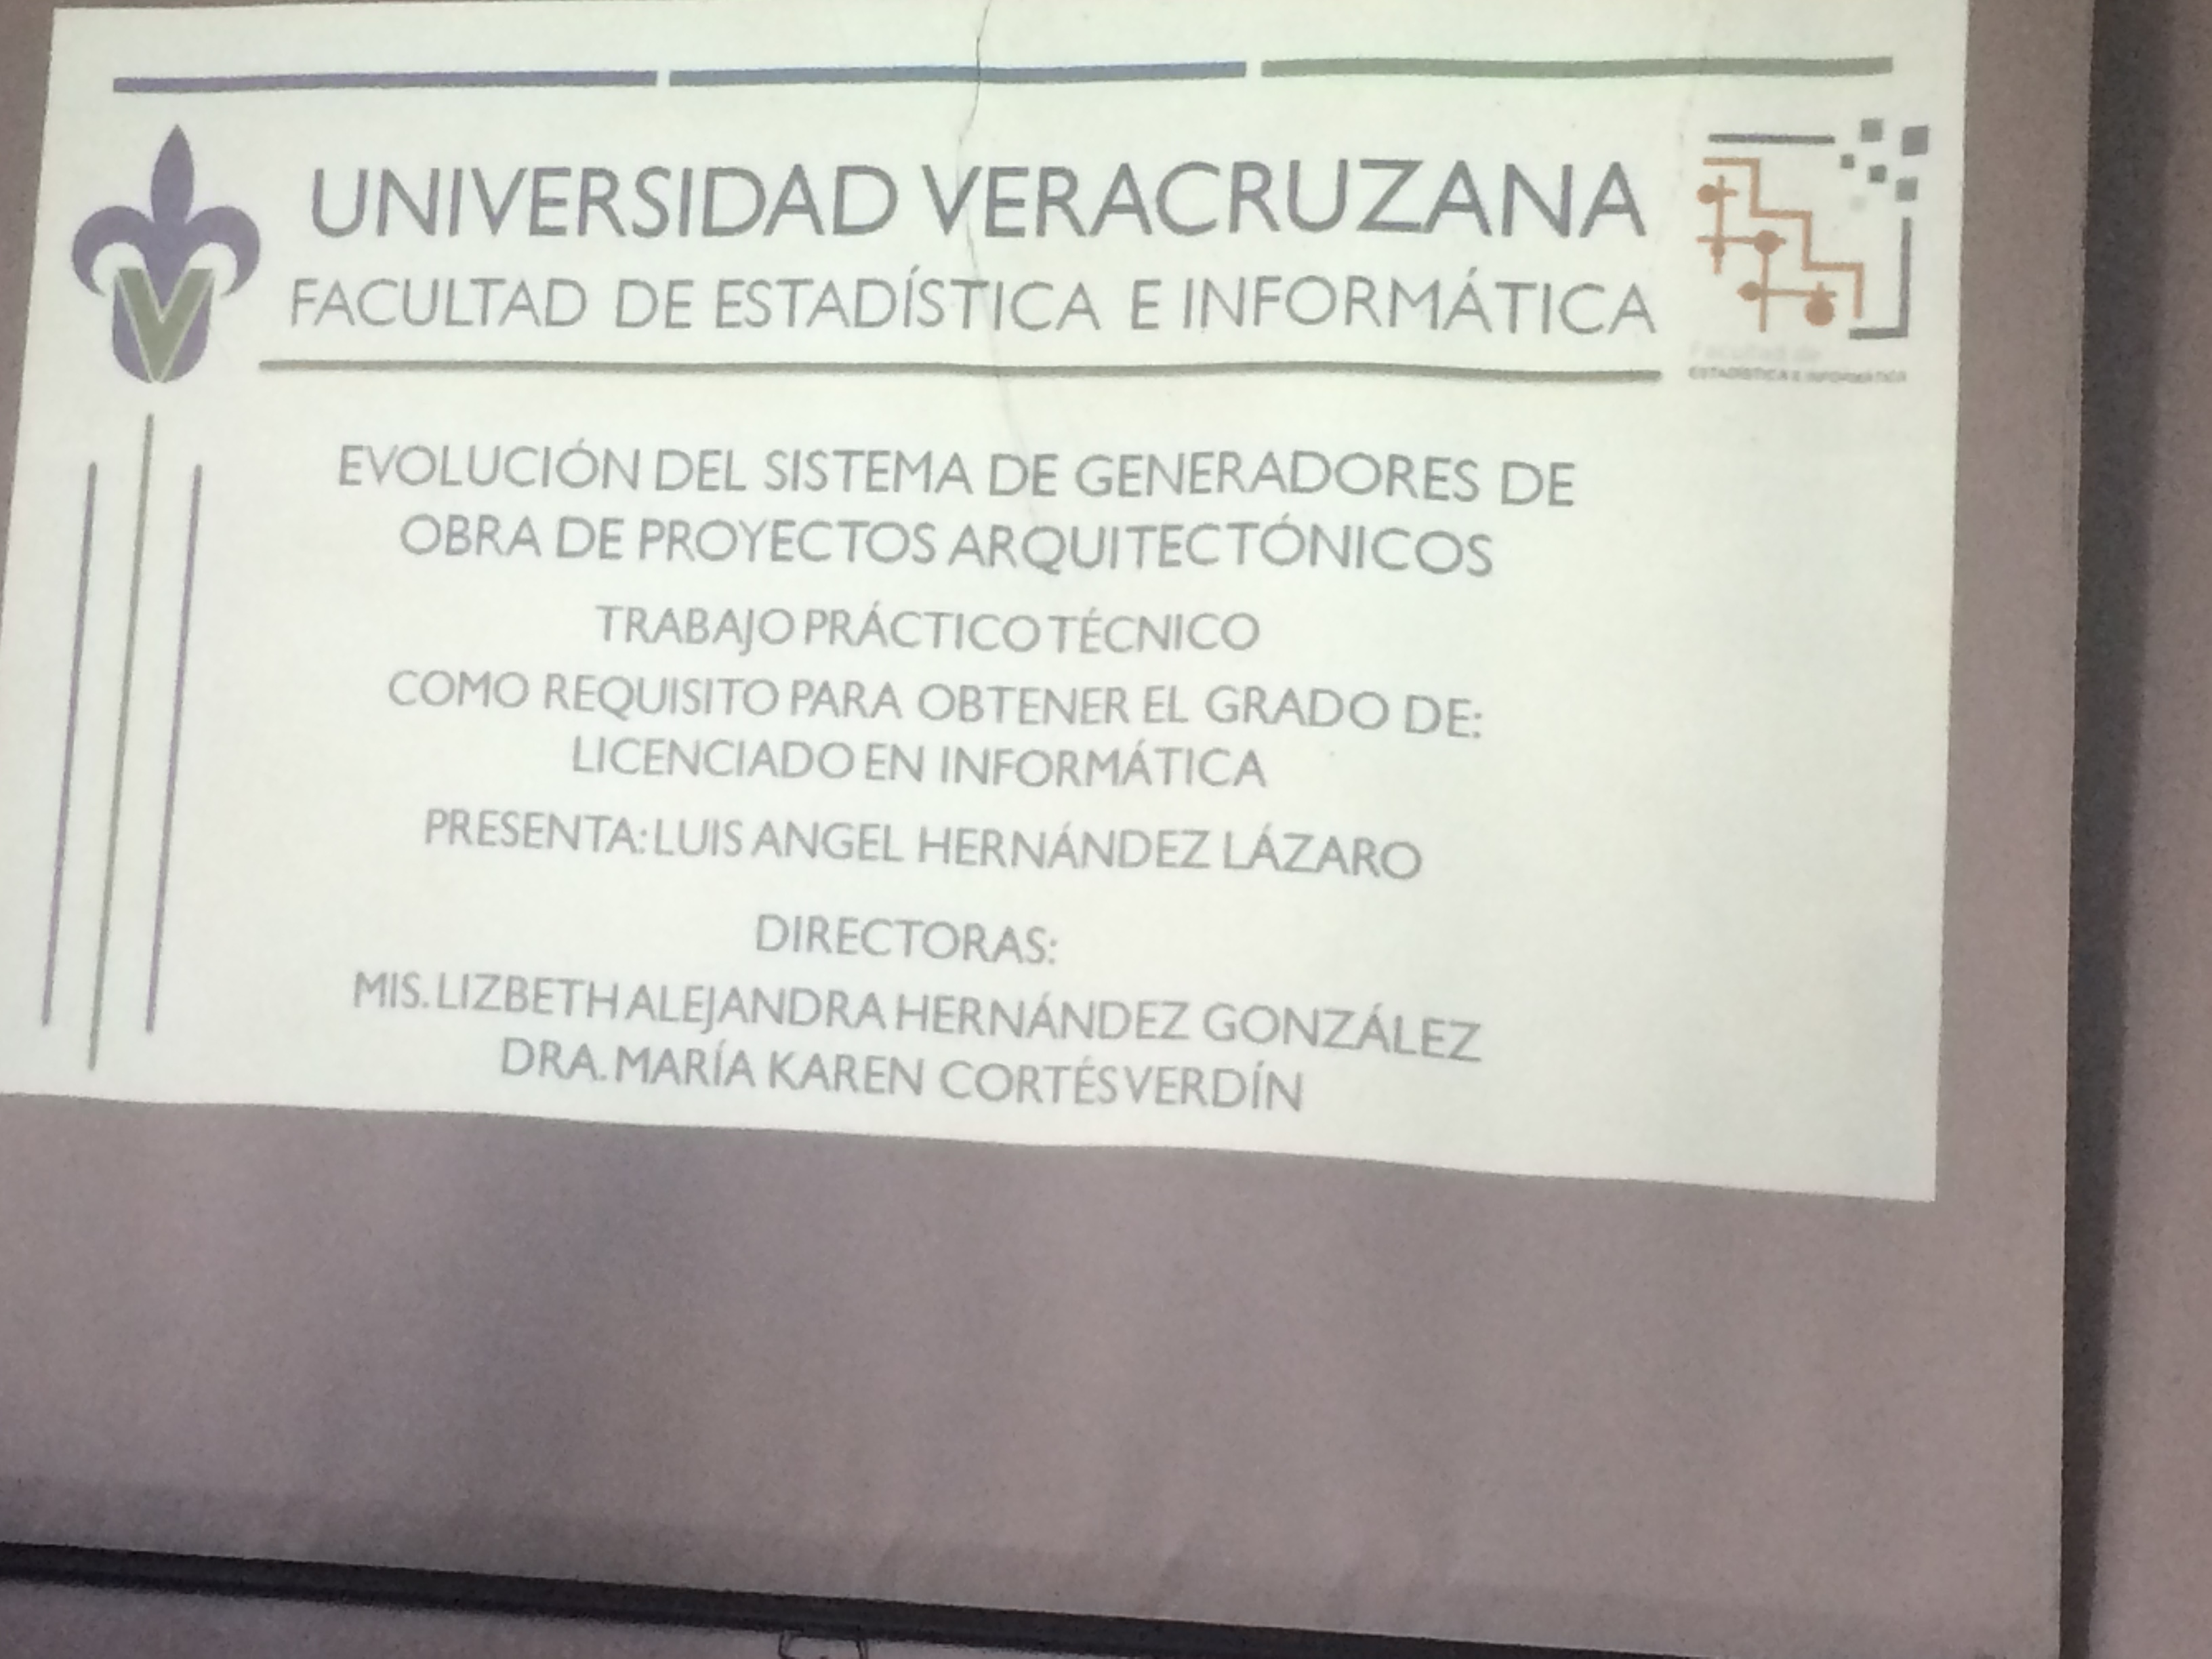 UNIVERSIDAD VERACRUZANA
FACULTAD DE ESTADÍSTICA E INFORMÁTICA
Facultad de
ESTADÍSTICA E INFORMÁTICA
EVOLUCIÓN DEL SISTEMA DE GENERADORES DE
OBRA DE PROYECTOS ARQUITECTÓNICOS
TRABAJO PRÁCTICO TÉCNICO
COMO REQUISITO PARA OBTENER EL GRADO DE:
LICENCIADO EN INFORMÁTICA
PRESENTA: LUIS ANGEL HERNÁNDEZ LÁZARO
DIRECTORAS:
MIS. LIZBETH ALEJANDRA HERNÁNDEZ GONZÁLEZ
DRA. MARÍA KAREN CORTÉS VERDÍN